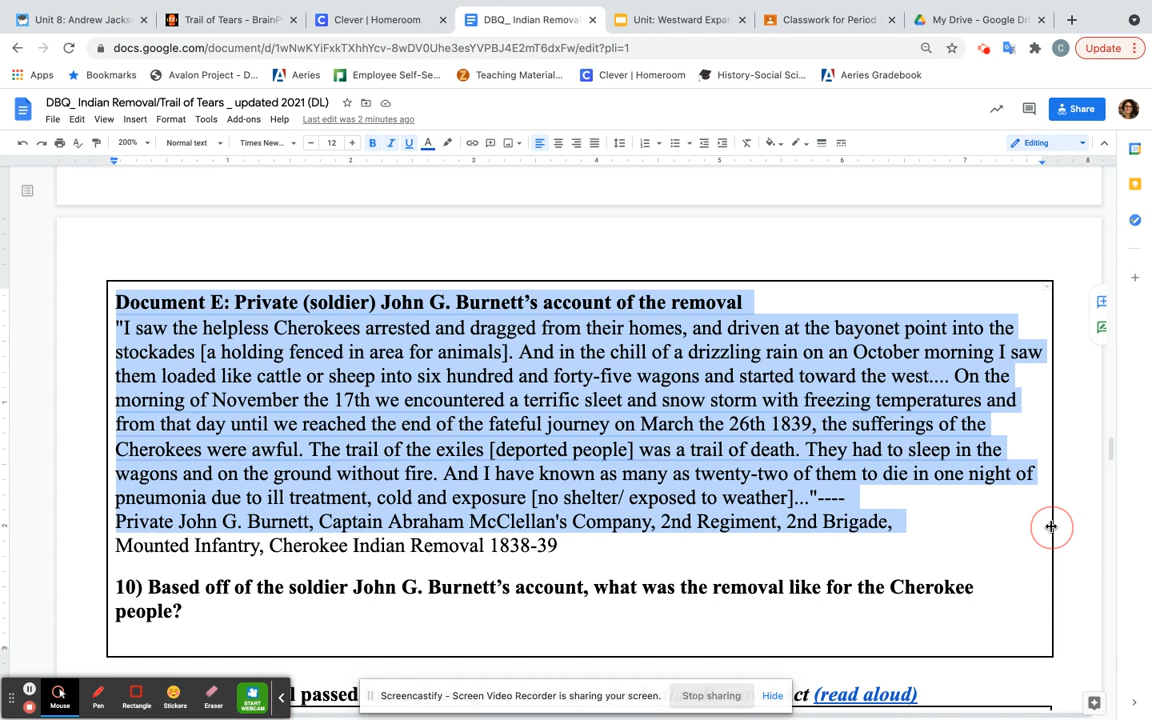 Unit 8: Andrew Jacks
Trail of Tears - BrainP
Clever | Homeroom
DBQ_ Indian Remova
Unit: Westward Expan
Classwork for Period
My Drive - Google Dri
docs.google.com/document/d/1wNwKYiFxkTXhhYcv-8wDV0Uhe3esYVPBJ4E2mT6dxFw/edit?pli=1
C
Update
Apps
Bookmarks
Avalon Project - D...
Aeries
Employee Self-Se...
Teaching Material...
Clever | Homeroom
History-Social Sci...
Aeries Gradebook
DBQ_ Indian Removal/Trail of Tears _ updated 2021 (DL)
Share
File Edit View Insert Format Tools Add-ons Help Last edit was 2 minutes ago
200% Normal text Times New... 12 B I U A Editing
1 2 3 4 5 6 7 8
Document E: Private (soldier) John G. Burnett's account of the removal
"I saw the helpless Cherokees arrested and dragged from their homes, and driven at the bayonet point into the
stockades [a holding fenced in area for animals]. And in the chill of a drizzling rain on an October morning I saw
them loaded like cattle or sheep into six hundred and forty-five wagons and started toward the west.... On the
morning of November the 17th we encountered a terrific sleet and snow storm with freezing temperatures and
from that day until we reached the end of the fateful journey on March the 26th 1839, the sufferings of the
Cherokees were awful. The trail of the exiles [deported people] was a trail of death. They had to sleep in the
wagons and on the ground without fire. And I have known as many as twenty-two of them to die in one night of
pneumonia due to ill treatment, cold and exposure [no shelter/ exposed to weather]..."----
Private John G. Burnett, Captain Abraham McClellan's Company, 2nd Regiment, 2nd Brigade,
Mounted Infantry, Cherokee Indian Removal 1838-39
10) Based off of the soldier John G. Burnett's account, what was the removal like for the Cherokee
people?
l passed
ct (read aloud)
Mouse
Pen
Rectangle
Stickers
Eraser
START
WEBCAM
Screencastify - Screen Video Recorder is sharing your screen.
Stop sharing
Hide